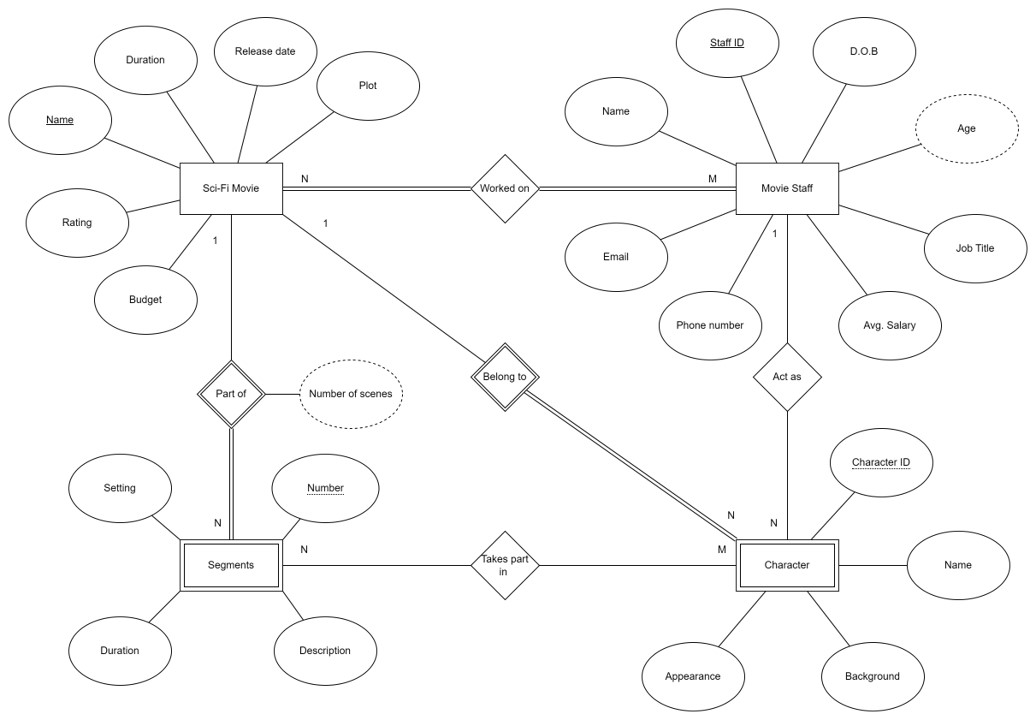 Staff ID
Release date
D.O.B
Duration
Plot
Name
Name
Age
N
M
Sci-Fi Movie
Worked on
Movie Staff
Rating
1
1
1
Job Title
Email
Budget
Phone number
Avg. Salary
Belong to
Act as
Part of
Number of scenes
Character ID
Setting
Number
N
N
N
N
M
Segments
Takes part
in
Character
Name
Duration
Description
Appearance
Background